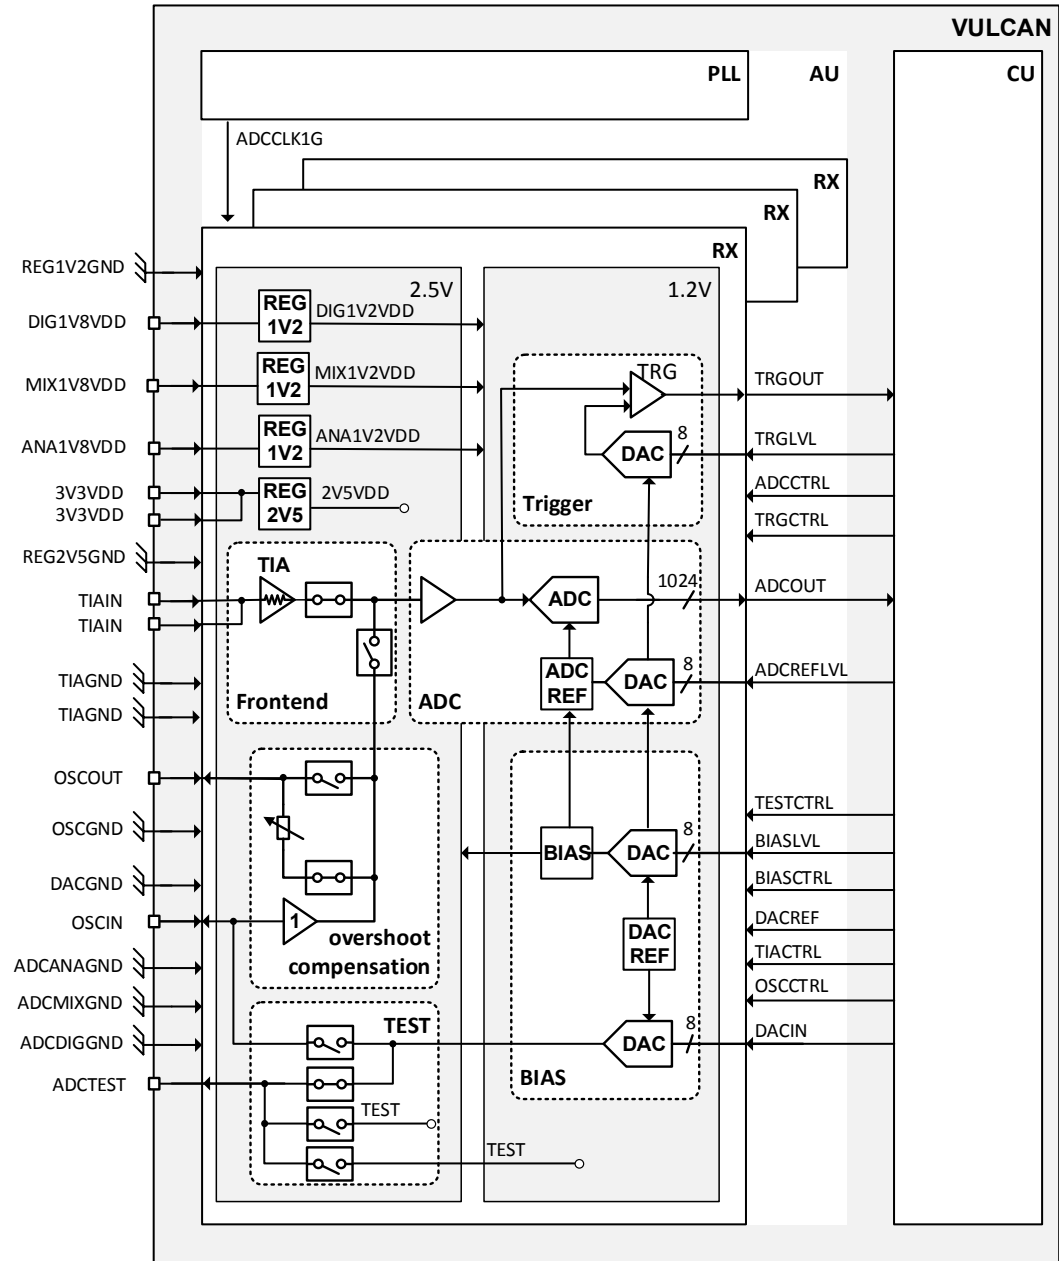 VULCAN
PLL
AU
CU
ADCCLK1G
RX
RX
RX
2.5V
1.2V
REG1V2GND
DIG1V8VDD
REG
1V2
DIG1V2VDD
MIX1V8VDD
REG
1V2
MIX1V2VDD
ANA1V8VDD
REG
1V2
ANA1V2VDD
3V3VDD
3V3VDD
REG
2V5
2V5VDD
REG2V5GND
TRG
DAC
8
Trigger
TRGOUT
TRGLVL
ADCCTRL
TRGCTRL
TIAIN
TIAIN
TIA
Frontend
ADC
1024
ADCOUT
ADC
REF
DAC
8
ADC
ADCREFLVL
TIAGND
TIAGND
OSCOUT
OSCGND
DACGND
OSCIN
1
overshoot
compensation
BIAS
DAC
8
DAC
REF
DAC
8
BIAS
TESTCTRL
BIASLVL
BIASCTRL
DACREF
TIACTRL
OSCCTRL
DACIN
ADCANAGND
ADCMIXGND
ADCDIGGND
ADCTEST
TEST
TEST
TEST